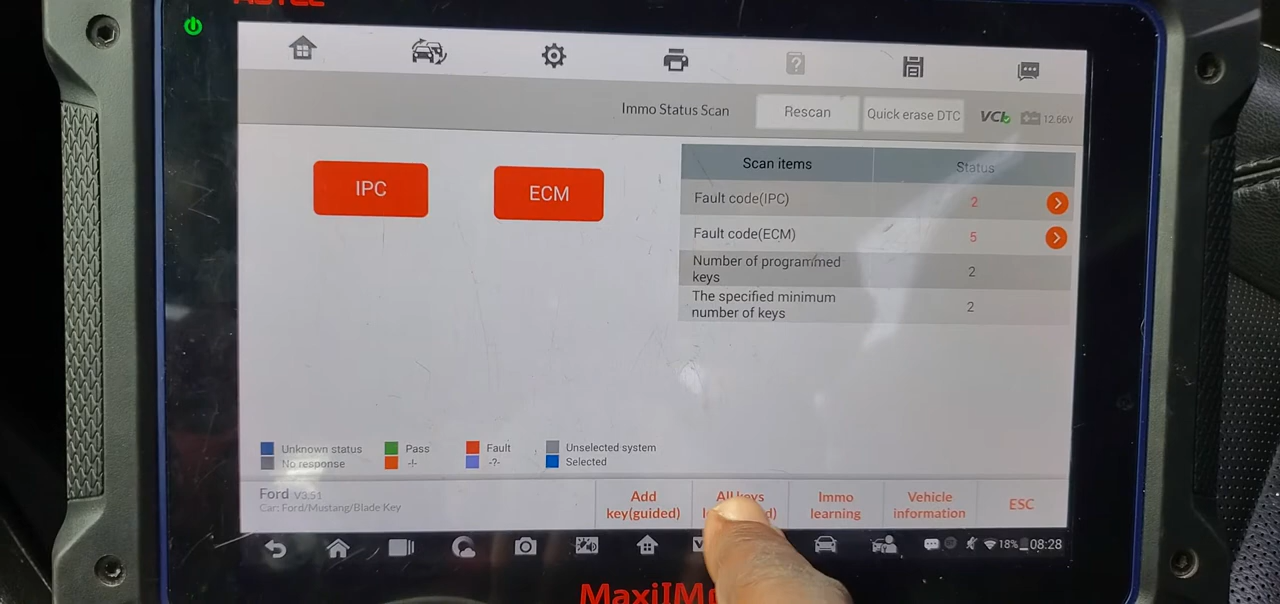 Immo Status Scan
Rescan
Quick erase DTC
VCI
12.66V
IPC
ECM
Scan items
Status
Fault code(IPC)
2
Fault code(ECM)
5
Number of programmed
keys
2
The specified minimum
number of keys
2
Unknown status
Pass
Fault
Unselected system
No response
-!-
-?-
Selected
Ford V3.51
Car: Ford/Mustang/Blade Key
Add
key(guided)
All keys
Immo
learning
Vehicle
information
ESC
18%
08:28